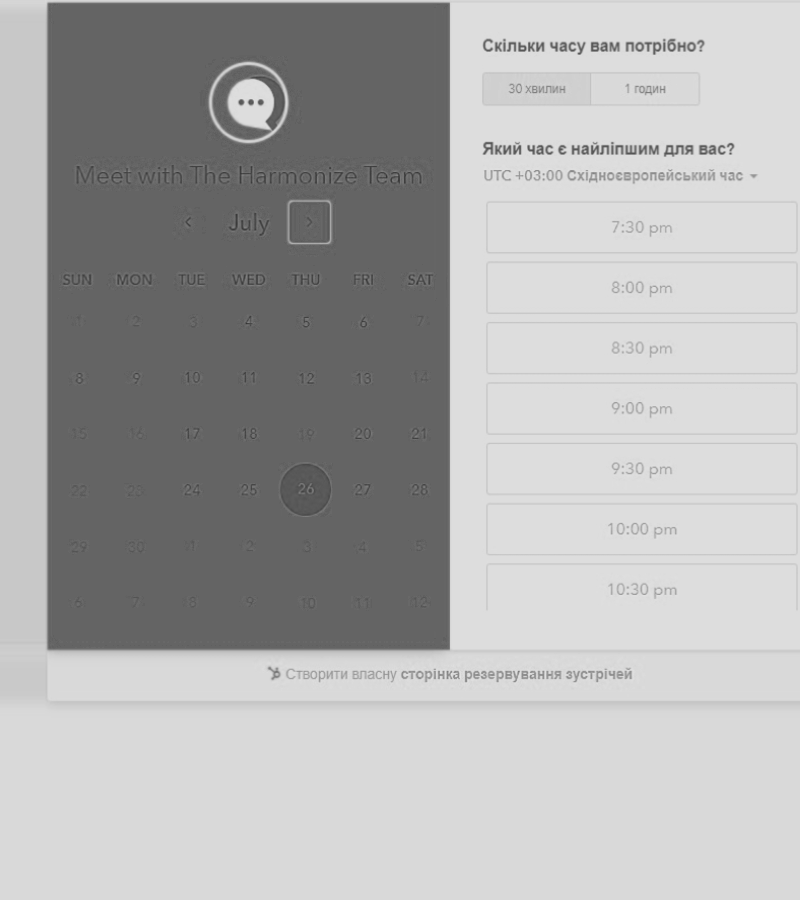 Meet with The Harmonize Team
July
SUN MON TUE WED THU FRI SAT
1 2 3 4 5 6 7
8 9 10 11 12 13 14
15 16 17 18 19 20 21
22 23 24 25 26 27 28
29 30 1 2 3 4 5
6 7 8 9 10 11 12
Скільки часу вам потрібно?
30 хвилин 1 годин
Який час є найліпшим для вас?
UTC +03:00 Східноєвропейський час
7:30 pm
8:00 pm
8:30 pm
9:00 pm
9:30 pm
10:00 pm
10:30 pm
Створити власну сторінка резервування зустрічей